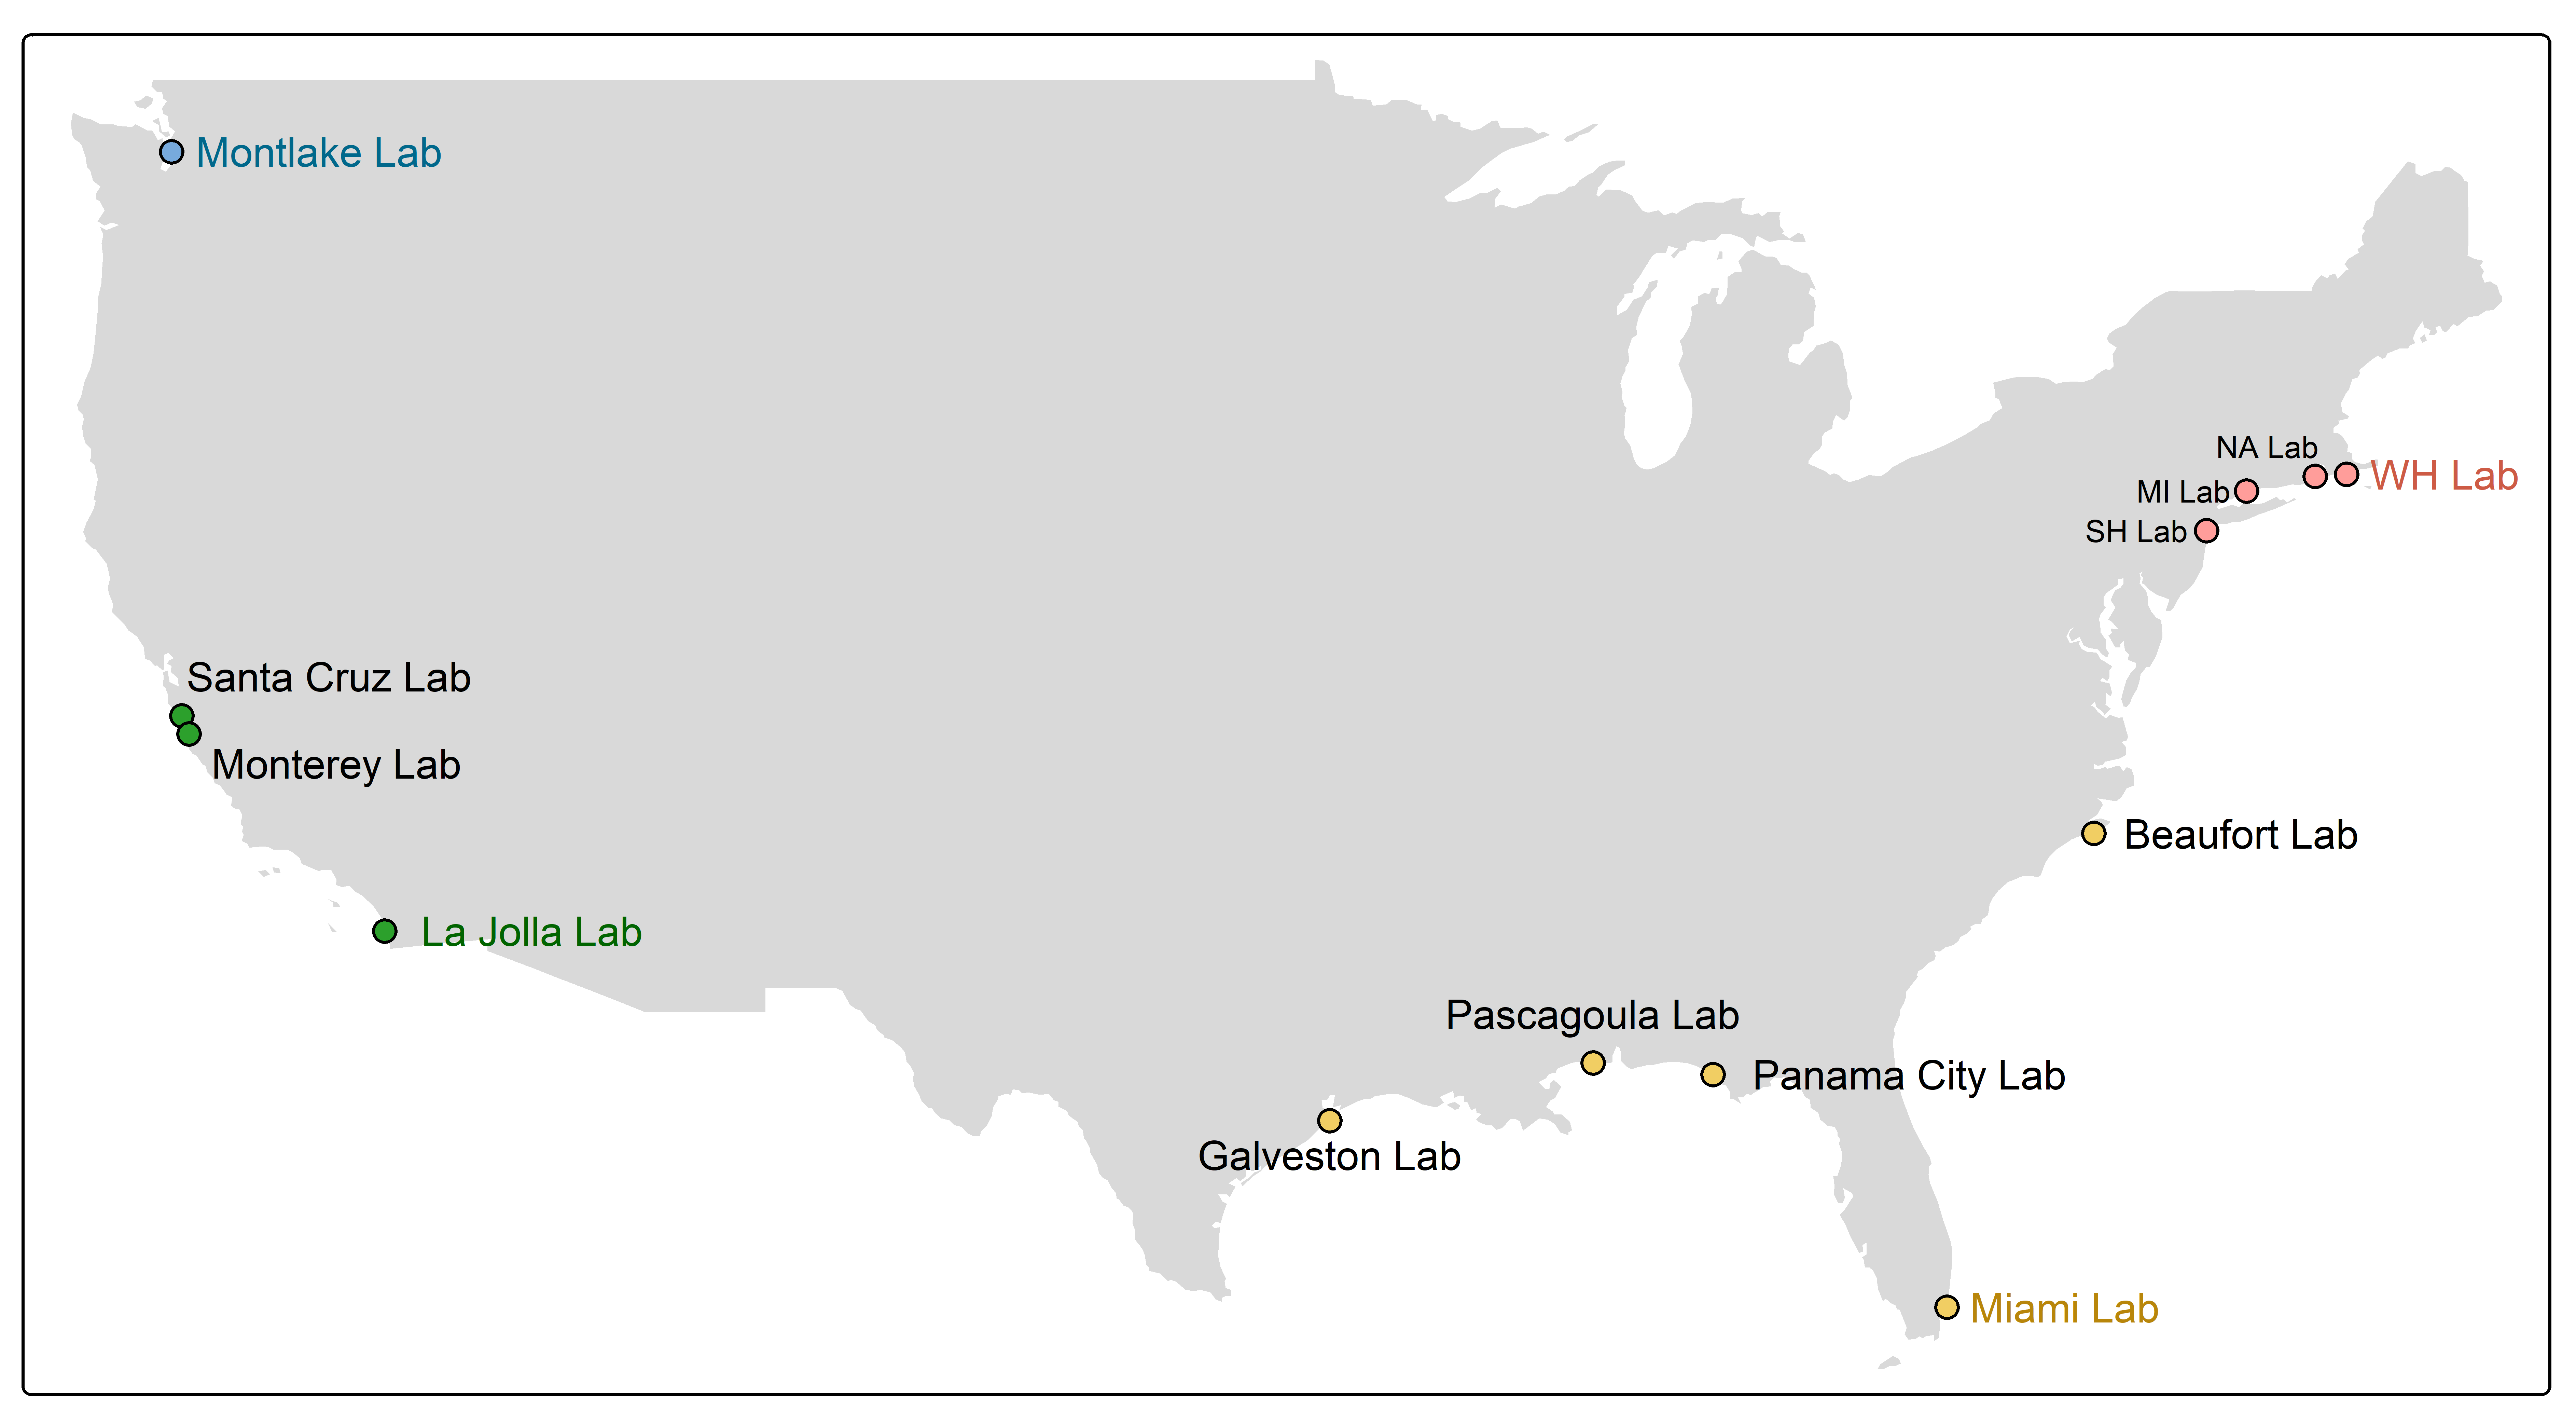 Montlake Lab
NA Lab
WH Lab
MI Lab
SH Lab
Santa Cruz Lab
Monterey Lab
Beaufort Lab
La Jolla Lab
Pascagoula Lab
Panama City Lab
Galveston Lab
Miami Lab